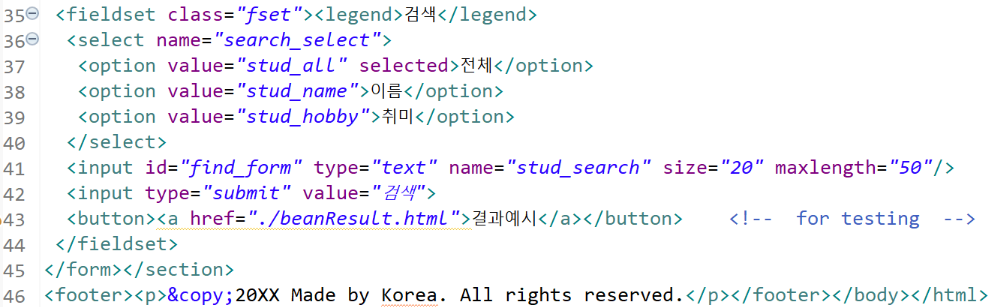 35 <fieldset class="fset"><legend>검색</legend>
36 <select name="search_select">
37 <option value="stud_all" selected>전체</option>
38 <option value="stud_name">이름</option>
39 <option value="stud_hobby">취미</option>
40 </select>
41 <input id="find_form" type="text" name="stud_search" size="20" maxlength="50"/>
42 <input type="submit" value="검색">
43 <button><a href="./beanResult.html">결과예시</a></button> <!-- for testing -->
44 </fieldset>
45 </form></section>
46 <footer><p>&copy;20XX Made by Korea. All rights reserved.</p></footer></body></html>